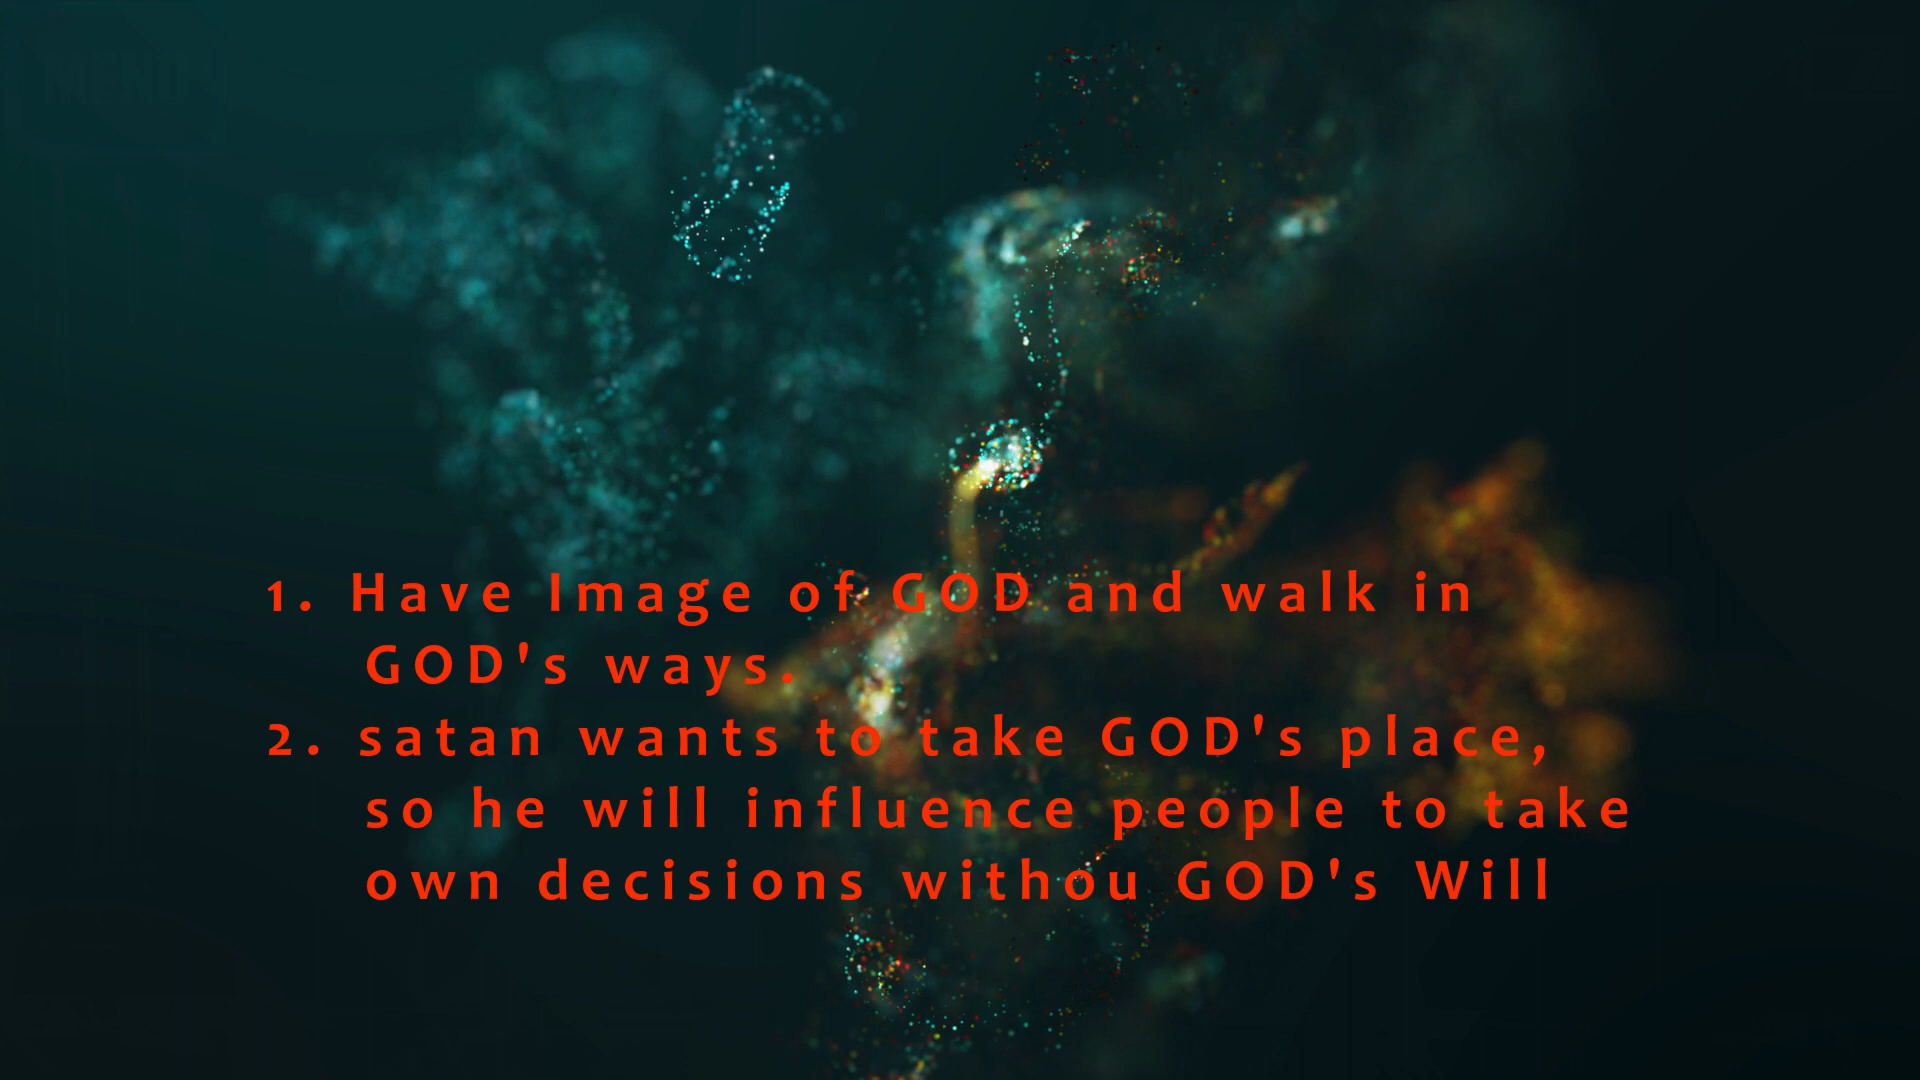 1. Have Image of GOD and walk in
GOD's ways.
2. satan wants to take GOD's place,
so he will influence people to take
own decisions withou GOD's Will